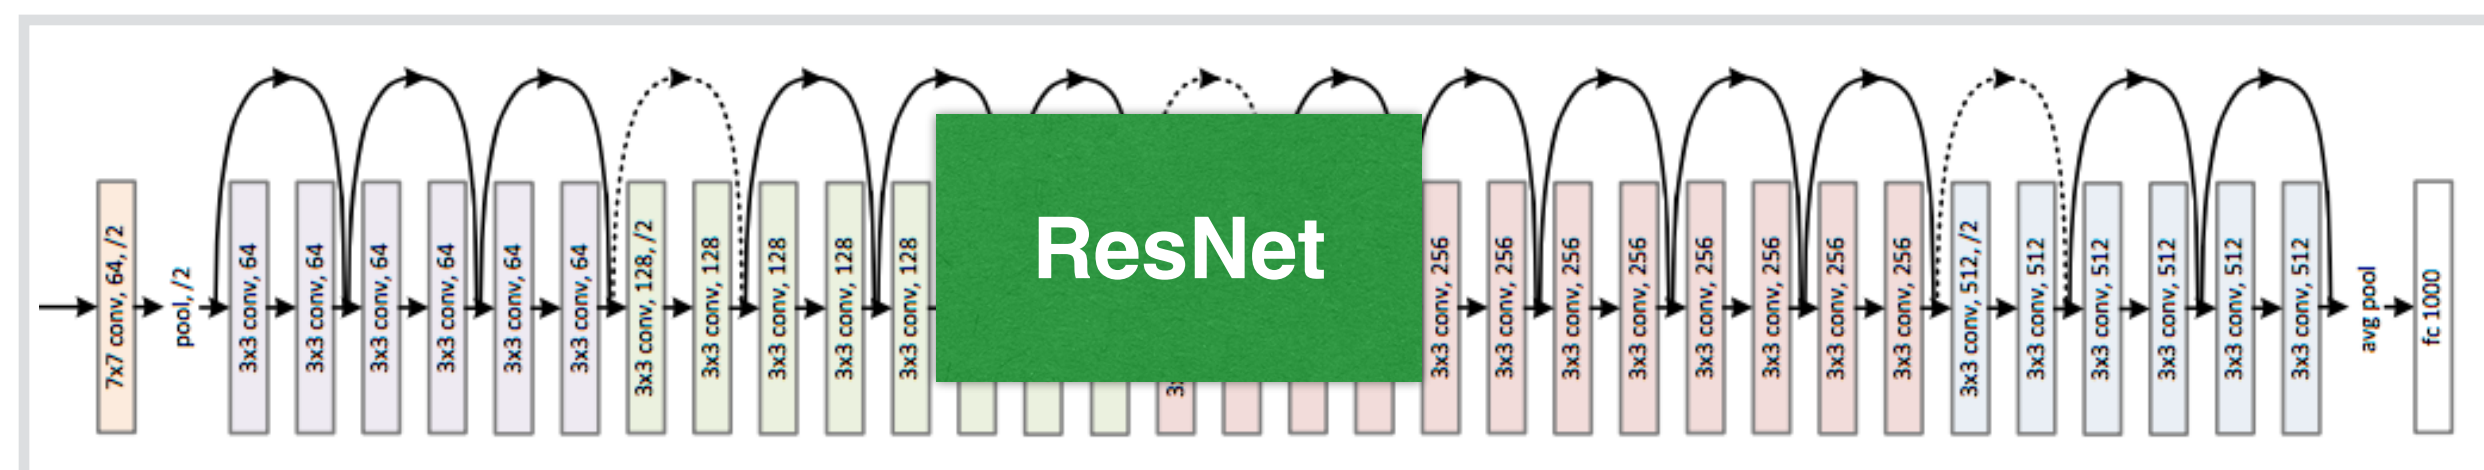 7x7 conv, 64, /2
pool, /2
3x3 conv, 64
3x3 conv, 64
3x3 conv, 64
3x3 conv, 64
3x3 conv, 64
3x3 conv, 64
3x3 conv, 128, /2
3x3 conv, 128
3x3 conv, 128
3x3 conv, 128
3x3 conv, 128
ResNet
3x3 conv, 256
3x3 conv, 256
3x3 conv, 256
3x3 conv, 256
3x3 conv, 256
3x3 conv, 256
3x3 conv, 256
3x3 conv, 256
3x3 conv, 512, /2
3x3 conv, 512
3x3 conv, 512
3x3 conv, 512
3x3 conv, 512
3x3 conv, 512
avg pool
fc 1000